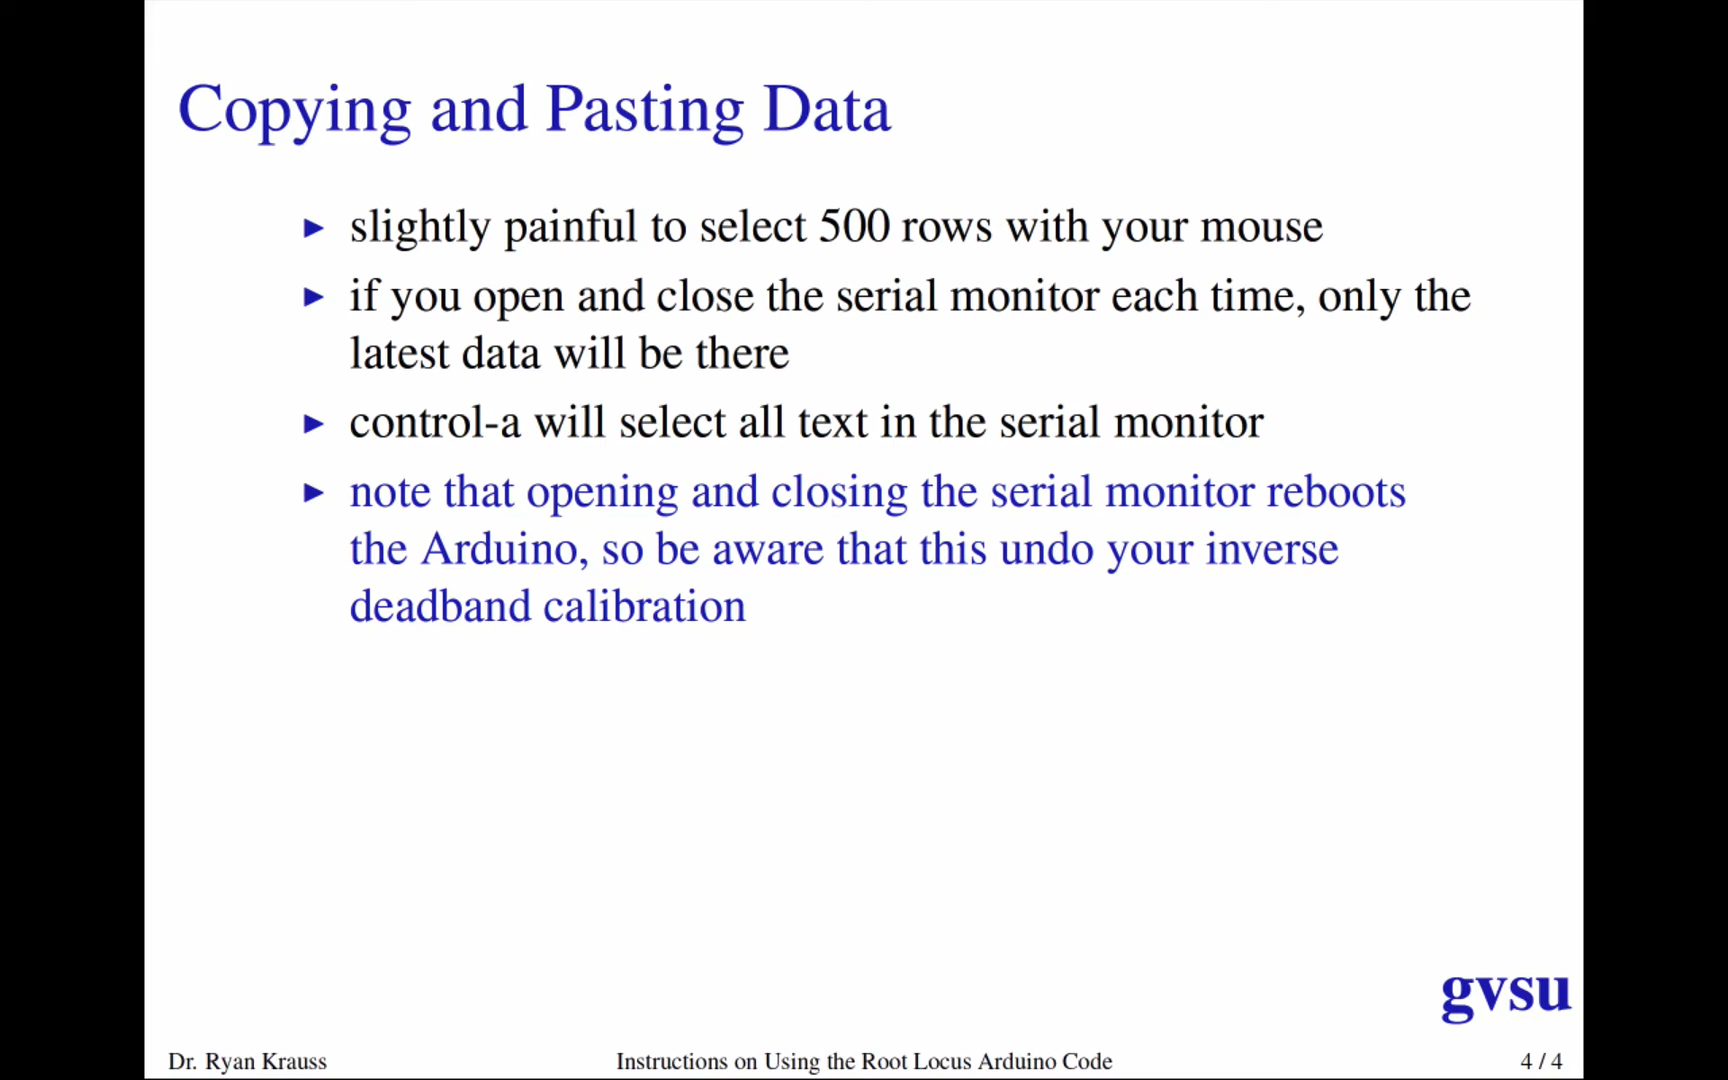 Copying and Pasting Data
▶ slightly painful to select 500 rows with your mouse
▶ if you open and close the serial monitor each time, only the
latest data will be there
▶ control-a will select all text in the serial monitor
▶ note that opening and closing the serial monitor reboots
the Arduino, so be aware that this undo your inverse
deadband calibration
gvsu
Dr. Ryan Krauss Instructions on Using the Root Locus Arduino Code 4 / 4